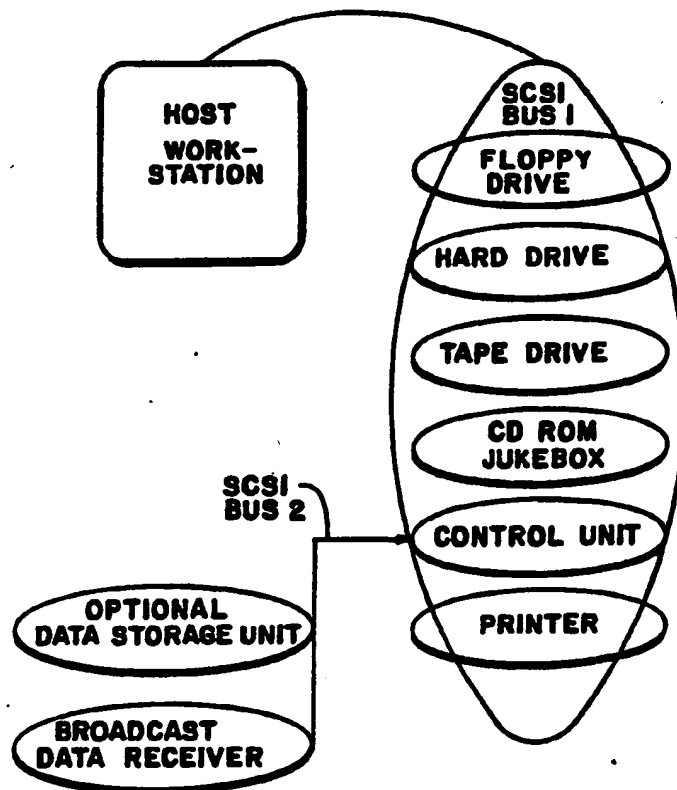 HOST
WORK-
STATION
SCSI
BUS 1
FLOPPY
DRIVE
HARD DRIVE
TAPE DRIVE
CD ROM
JUKEBOX
SCSI
BUS 2
CONTROL UNIT
OPTIONAL
DATA STORAGE UNIT
PRINTER
BROADCAST
DATA RECEIVER